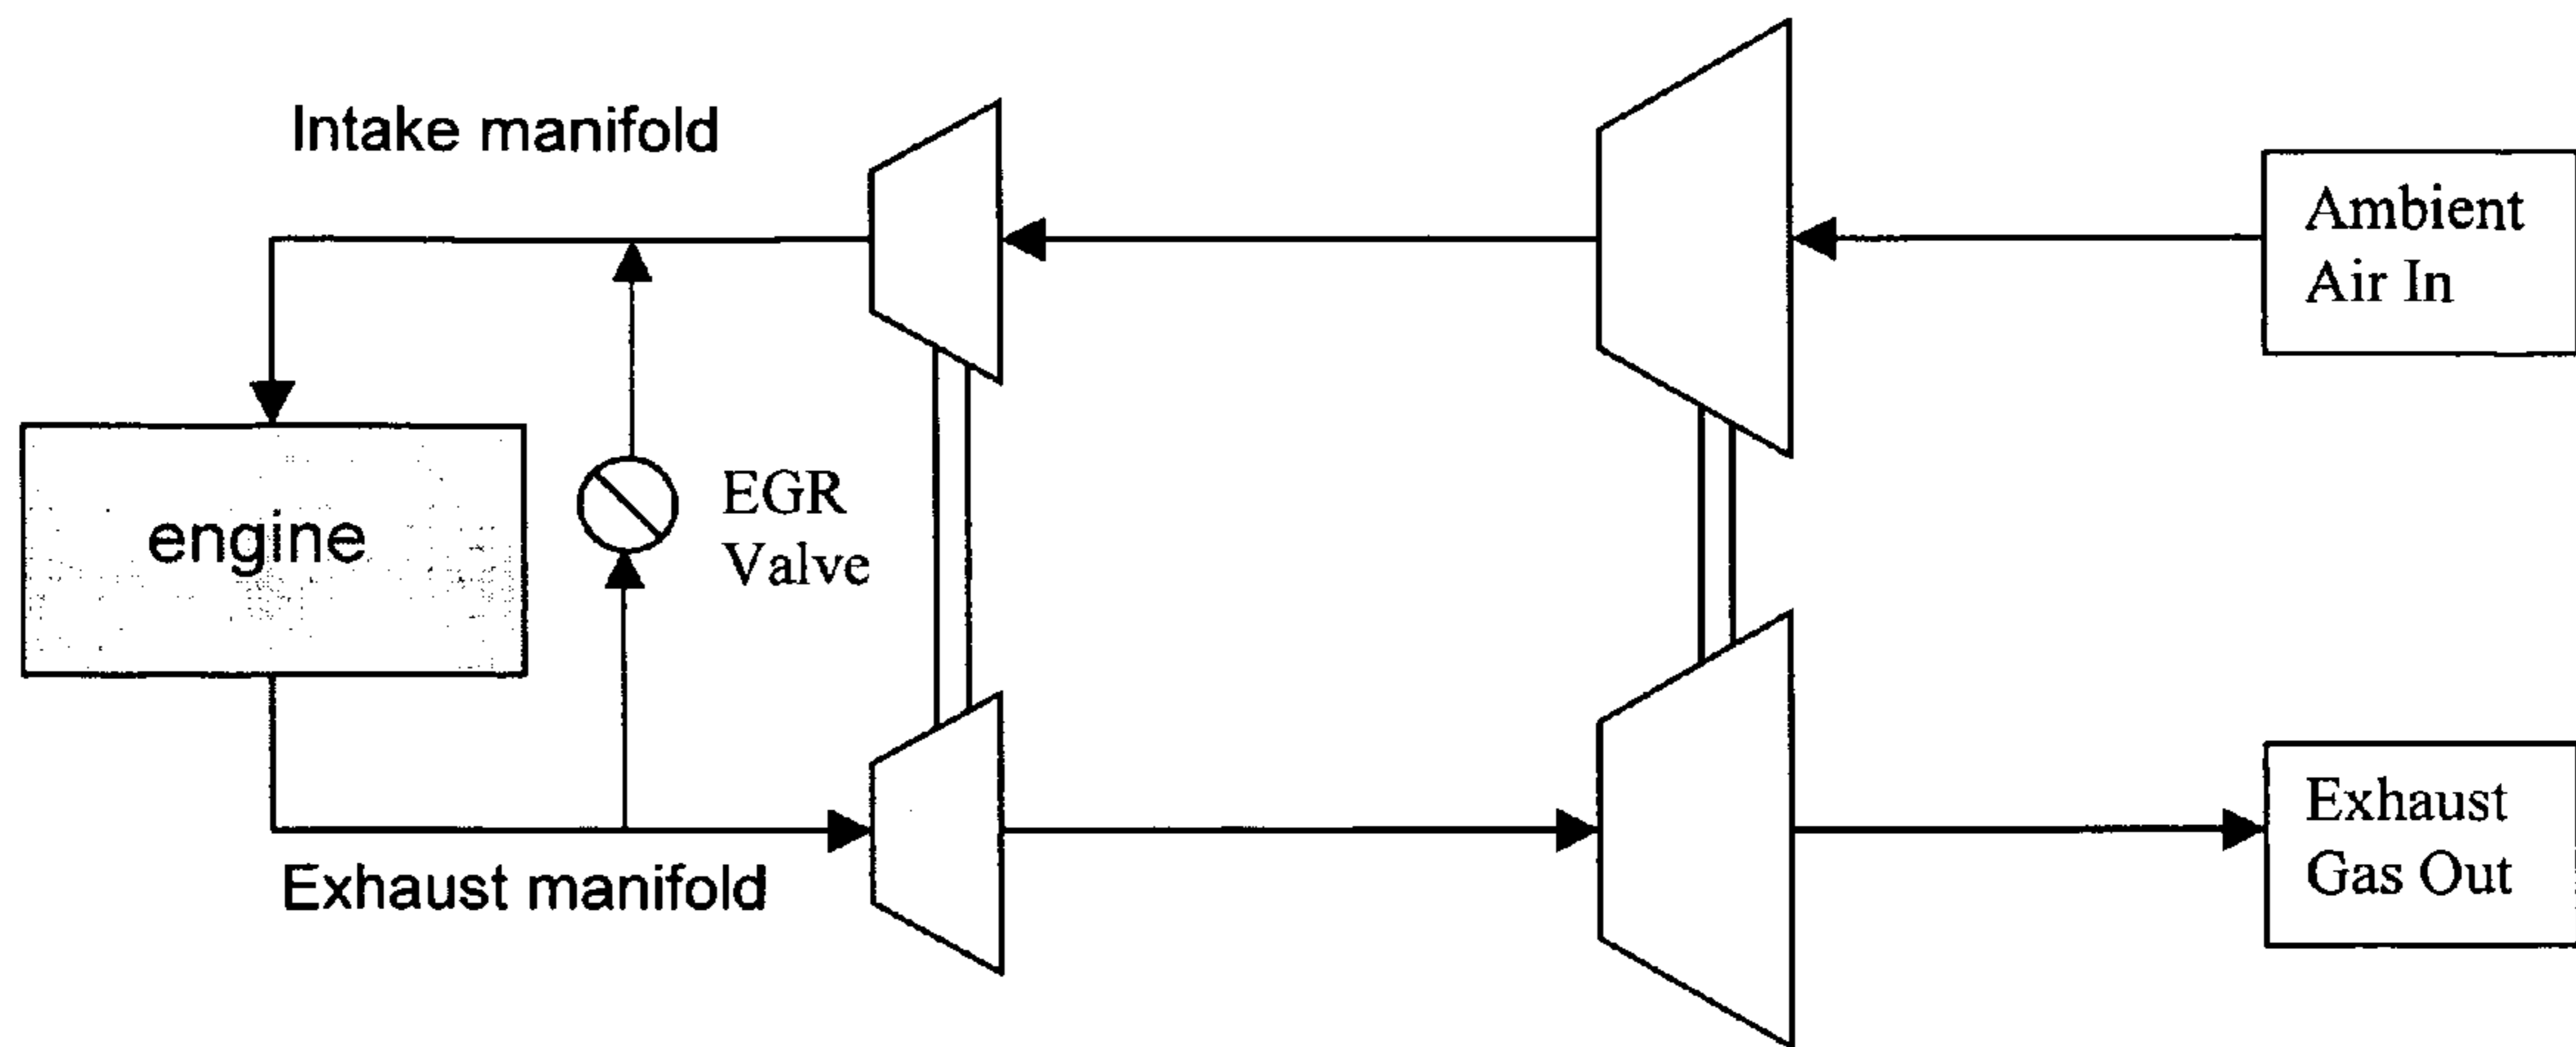 Intake manifold
Ambient
Air In
engine
EGR
Valve
Exhaust manifold
Exhaust
Gas Out